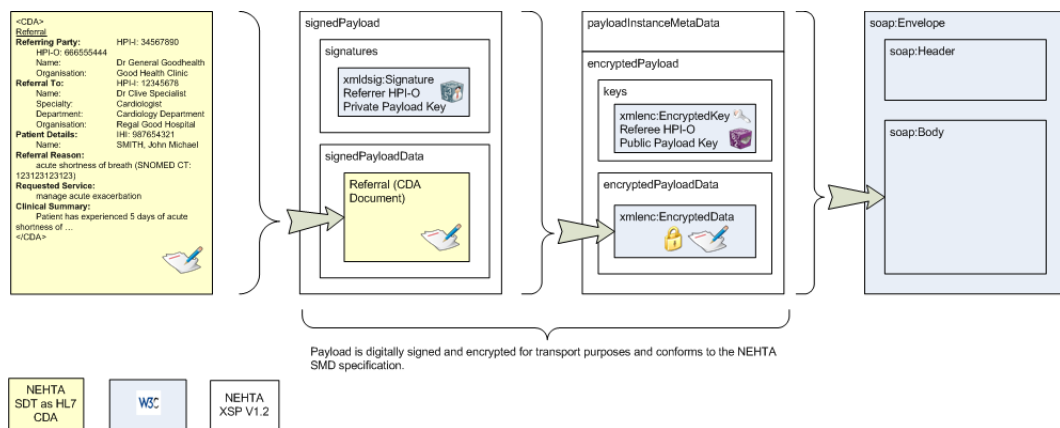 <CDA>
Referral
Referring Party: HPI-I: 34567890
HPI-O: 666555444
Name: Dr General Goodhealth
Organisation: Good Health Clinic
Referral To: HPI-I: 12345678
Name: Dr Clive Specialist
Specialty: Cardiologist
Department: Cardiology Department
Organisation: Regal Good Hospital
Patient Details: IHI: 987654321
Name: SMITH, John Michael
Referral Reason:
acute shortness of breath (SNOMED CT:
123123123123)
Requested Service:
manage acute exacerbation
Clinical Summary:
Patient has experienced 5 days of acute
shortness of ...
</CDA>
signedPayload
signatures
xmldsig:Signature
Referrer HPI-O
Private Payload Key
signedPayloadData
Referral (CDA
Document)
payloadInstanceMetaData
encryptedPayload
keys
xmlenc:EncryptedKey
Referee HPI-O
Public Payload Key
encryptedPayloadData
xmlenc:EncryptedData
soap:Envelope
soap:Header
soap:Body
Payload is digitally signed and encrypted for transport purposes and conforms to the NEHTA
SMD specification.
NEHTA
SDT as HL7
CDA
W3C
NEHTA
XSP V1.2